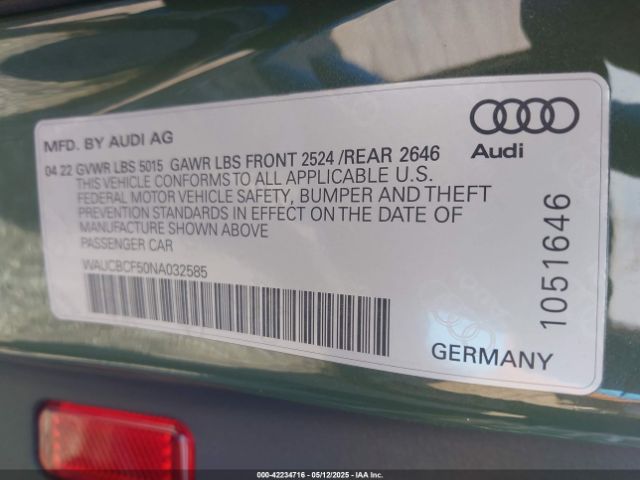 MFD. BY AUDI AG
04 22 GVWR LBS 5015 GAWR LBS FRONT 2524 /REAR 2646
THIS VEHICLE CONFORMS TO ALL APPLICABLE U.S.
FEDERAL MOTOR VEHICLE SAFETY, BUMPER AND THEFT
PREVENTION STANDARDS IN EFFECT ON THE DATE OF
MANUFACTURE SHOWN ABOVE
PASSENGER CAR
WAUCBCF50NA032585
Audi
1051646
GERMANY
000-42234716 - 05/12/2025 - IAA Inc.